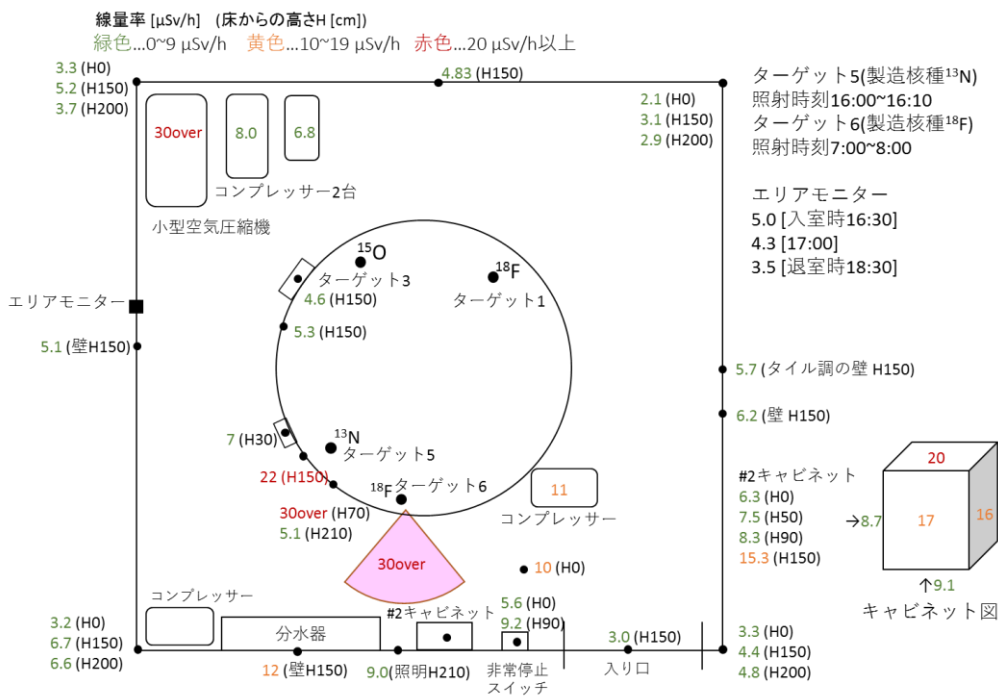 線量率 [μSv/h] (床からの高さH [cm])
緑色...0~9 μSv/h 黄色...10~19 μSv/h 赤色...20 μSv/h以上
3.3 (H0)
5.2 (H150)
3.7 (H200)
4.83 (H150)
2.1 (H0)
3.1 (H150)
2.9 (H200)
ターゲット5(製造核種¹³N)
照射時刻16:00~16:10
ターゲット6(製造核種¹⁸F)
照射時刻7:00~8:00
エリアモニター
5.0 [入室時16:30]
4.3 [17:00]
3.5 [退室時18:30]
30over
8.0
6.8
コンプレッサー2台
小型空気圧縮機
¹⁵O
ターゲット3
4.6 (H150)
¹⁸F
ターゲット1
エリアモニター
5.3 (H150)
5.1 (壁H150)
5.7 (タイル調の壁 H150)
6.2 (壁 H150)
7 (H30)
¹³N
ターゲット5
22 (H150)
¹⁸F ターゲット6
30over (H70)
5.1 (H210)
11
コンプレッサー
30over
10 (H0)
#2キャビネット
6.3 (H0)
7.5 (H50)
8.3 (H90)
15.3 (H150)
20
→8.7
17
16
↑9.1
キャビネット図
コンプレッサー
3.2 (H0)
6.7 (H150)
6.6 (H200)
分水器
12 (壁H150)
#2キャビネット
9.0(照明H210)
5.6 (H0)
9.2 (H90)
非常停止
スイッチ
3.0 (H150)
入り口
3.3 (H0)
4.4 (H150)
4.8 (H200)